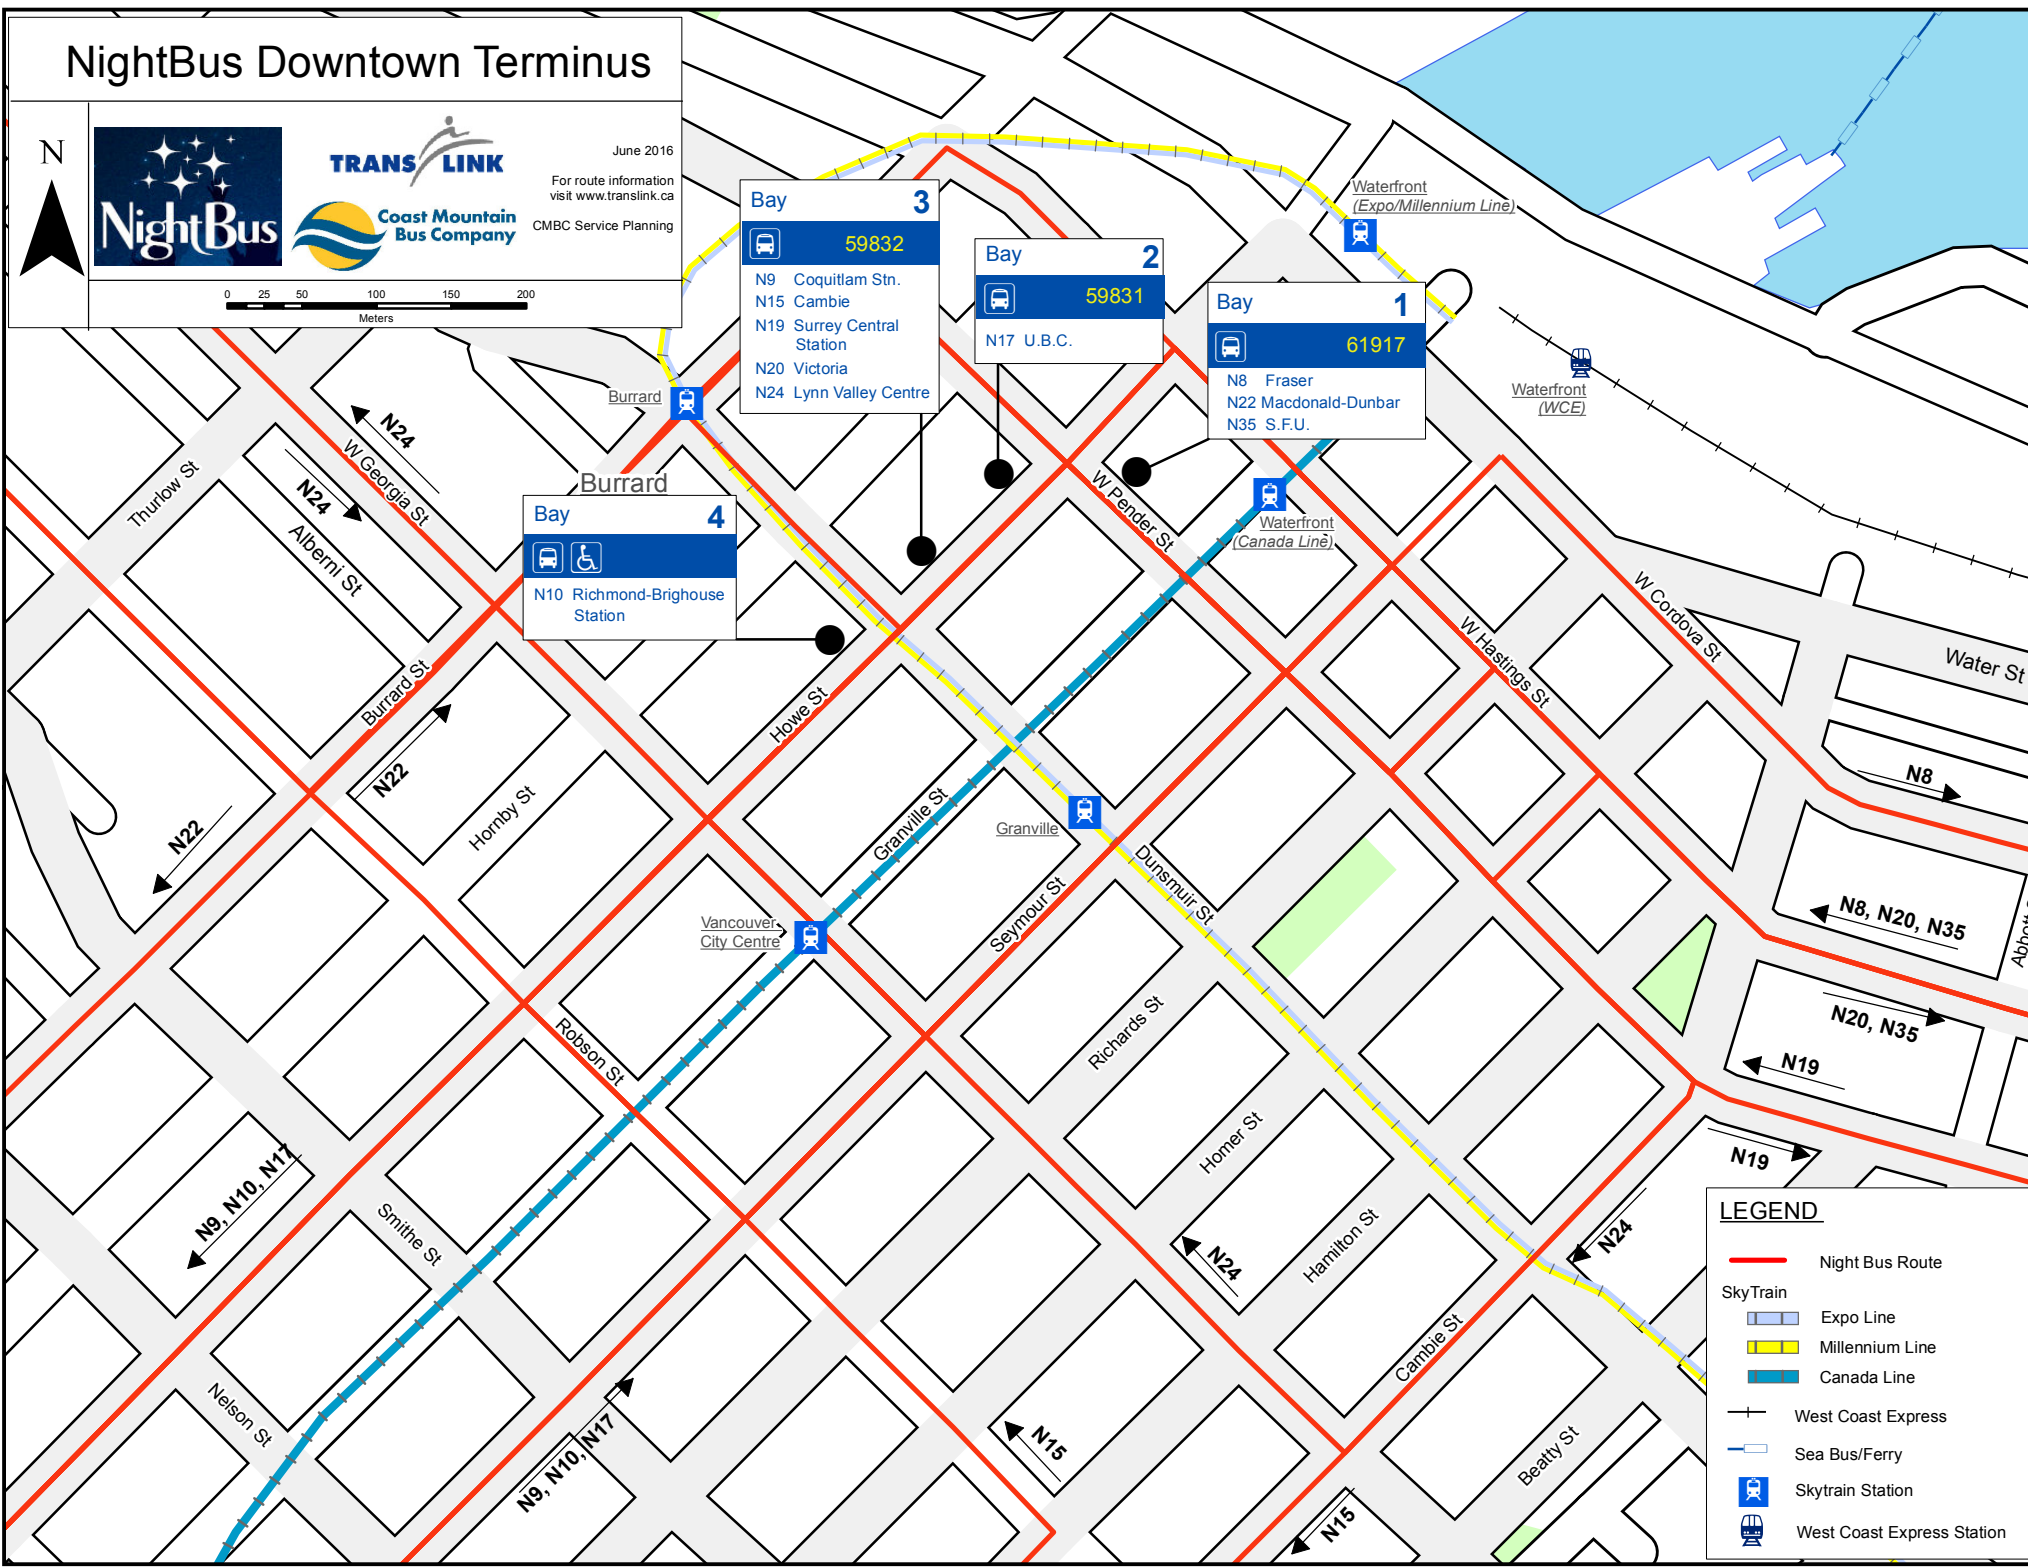 NightBus Downtown Terminus
N
NightBus
TRANS LINK
Coast Mountain
Bus Company
June 2016
For route information
visit www.translink.ca
CMBC Service Planning
0 25 50 100 150 200
Meters
Bay 3
59832
N9 Coquitlam Stn.
N15 Cambie
N19 Surrey Central
Station
N20 Victoria
N24 Lynn Valley Centre
Bay 2
59831
N17 U.B.C.
Bay 1
61917
N8 Fraser
N22 Macdonald-Dunbar
N35 S.F.U.
Waterfront
(Expo/Millennium Line)
Waterfront
(WCE)
Burrard
Burrard
Bay 4
N10 Richmond-Brighouse
Station
Waterfront
(Canada Line)
N24
N24
W Georgia St
Thurlow St
Alberni St
W Pender St
W Hastings St
W Cordova St
Water St
Burrard St
N22
N22
Howe St
Hornby St
Granville St
Granville
Dunsmuir St
Seymour St
Vancouver
City Centre
N8
N8, N20, N35
N20, N35
N19
N19
Richards St
Robson St
Homer St
Hamilton St
N24
N24
Cambie St
Smithe St
Nelson St
N9, N10, N17
N9, N10, N17
N15
N15
Beatty St
LEGEND
Night Bus Route
SkyTrain
Expo Line
Millennium Line
Canada Line
West Coast Express
Sea Bus/Ferry
Skytrain Station
West Coast Express Station